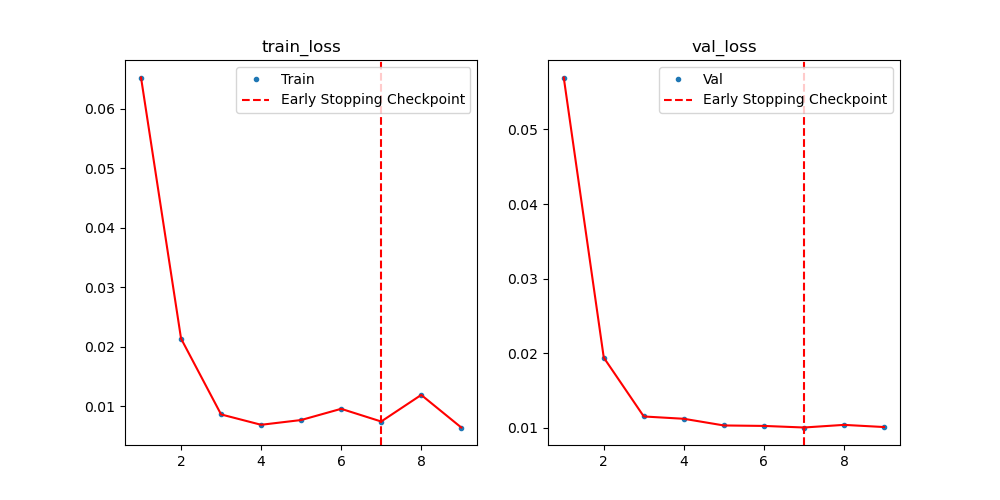 train_loss
Train
Early Stopping Checkpoint
0.06
0.05
0.04
0.03
0.02
0.01
2 4 6 8
val_loss
Val
Early Stopping Checkpoint
0.05
0.04
0.03
0.02
0.01
2 4 6 8